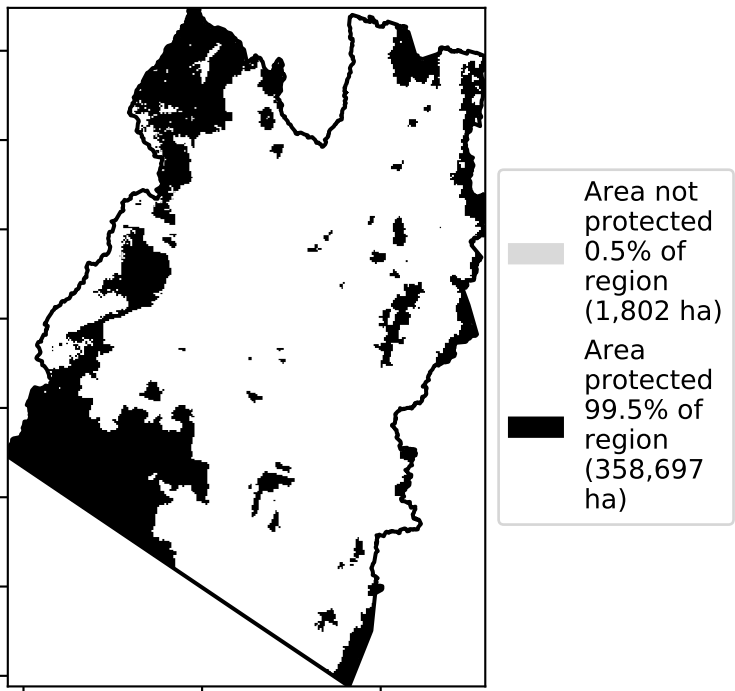 Area not
protected
0.5% of
region
(1,802 ha)
Area
protected
99.5% of
region
(358,697
ha)